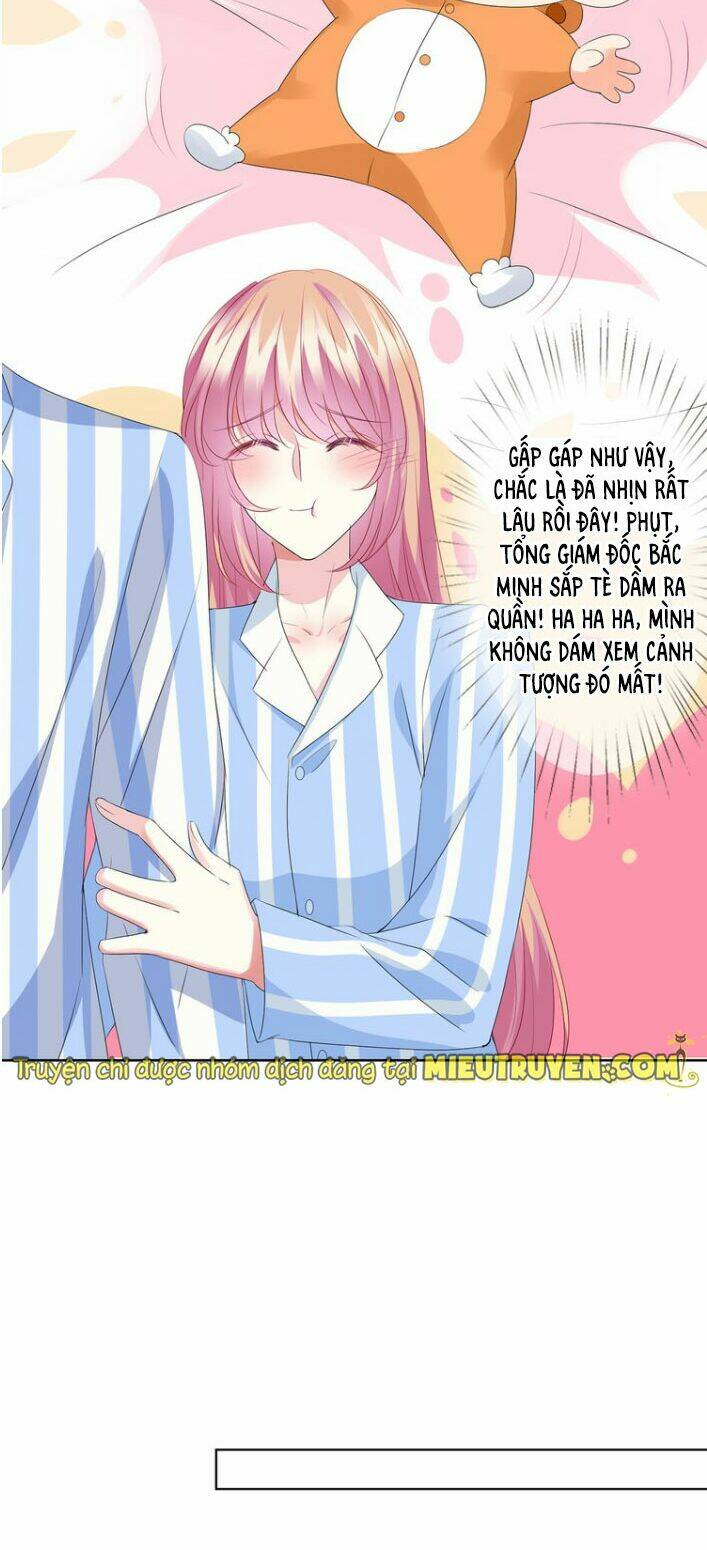 GẤP GÁP NHƯ VẬY,
CHẮC LÀ ĐÃ NHỊN RẤT
LÂU RỒI ĐÂY! PHỤT,
TỔNG GIÁM ĐỐC BẮC
MINH SẮP TÈ DẦM RA
QUẦN! HA HA HA, MÌNH
KHÔNG DÁM XEM CẢNH
TƯỢNG ĐÓ MẤT!
Truyện chỉ được nhóm dịch đăng tại MIEUTRUYEN.COM